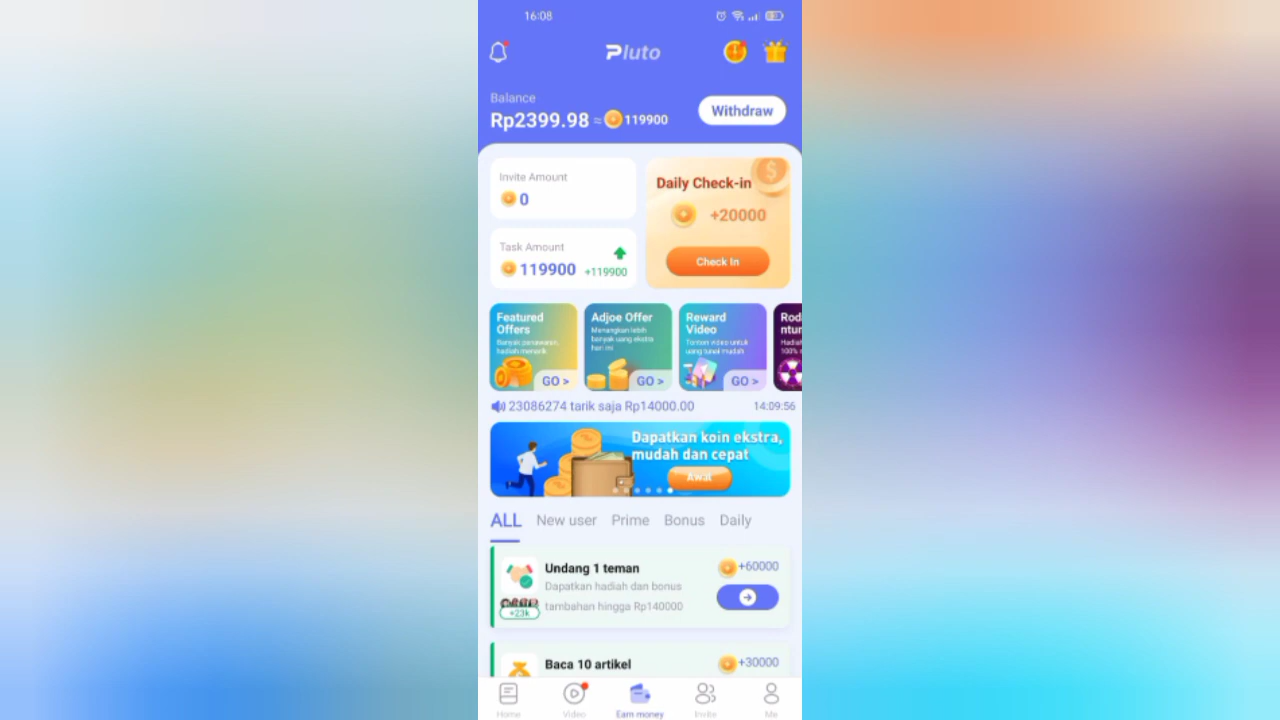 16:08
Pluto
Balance
Rp2399.98 ≈ 119900
Withdraw
Invite Amount
0
Daily Check-in
+20000
Check In
Task Amount
119900 +119900
Featured
Offers
Banyak penawaran,
hadiah menarik
GO >
Adjoe Offer
Menangkan lebih
banyak uang ekstra
hari ini
GO >
Reward
Video
Tonton video untuk
uang tunai mudah
GO >
Rod
ntun
Hadia
100%
23086274 tarik saja Rp14000.00 14:09:56
Dapatkan koin ekstra,
mudah dan cepat
Awal
ALL New user Prime Bonus Daily
Undang 1 teman +60000
Dapatkan hadiah dan bonus
tambahan hingga Rp140000
+23k
Baca 10 artikel +30000
Home Video Earn money Invite Me